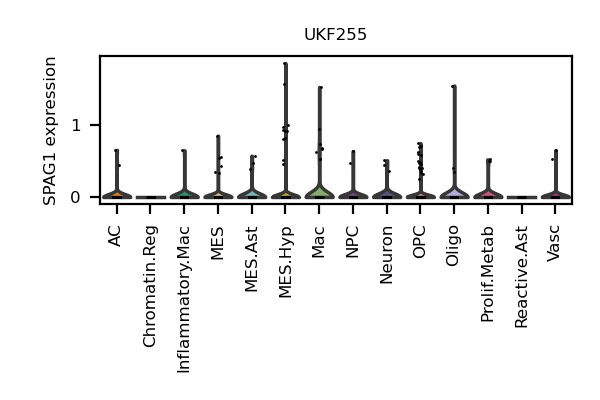 UKF255
SPAG1 expression
1
0
AC
Chromatin.Reg
Inflammatory.Mac
MES
MES.Ast
MES.Hyp
Mac
NPC
Neuron
OPC
Oligo
Prolif.Metab
Reactive.Ast
Vasc